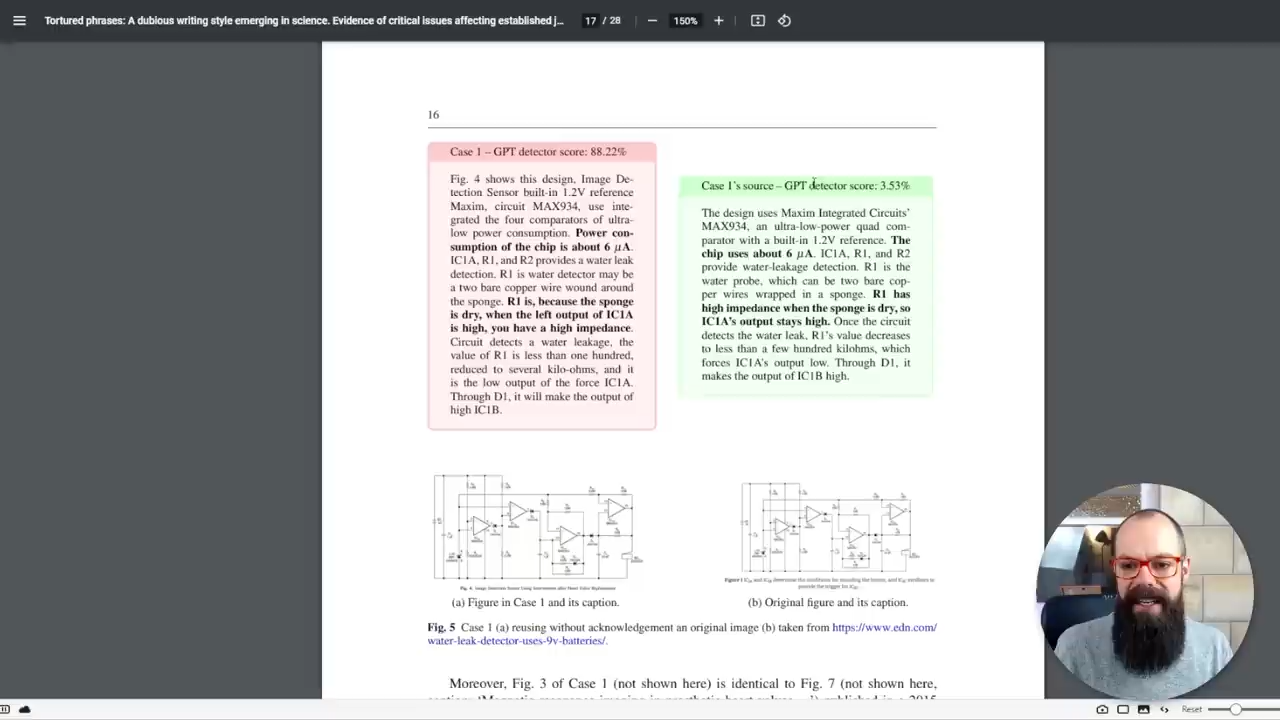 Tortured phrases: A dubious writing style emerging in science. Evidence of critical issues affecting established j...
17 / 28
150%
16
Case 1 – GPT detector score: 88.22%
Fig. 4 shows this design, Image De-
tection Sensor built-in 1.2V reference
Maxim, circuit MAX934, use inte-
grated the four comparators of ultra-
low power consumption. Power con-
sumption of the chip is about 6 μA.
IC1A, R1, and R2 provides a water leak
detection. R1 is water detector may be
a two bare copper wire wound around
the sponge. R1 is, because the sponge
is dry, when the left output of IC1A
is high, you have a high impedance.
Circuit detects a water leakage, the
value of R1 is less than one hundred,
reduced to several kilo-ohms, and it
is the low output of the force IC1A.
Through D1, it will make the output of
high IC1B.
Case 1's source – GPT detector score: 3.53%
The design uses Maxim Integrated Circuits'
MAX934, an ultra-low-power quad com-
parator with a built-in 1.2V reference. The
chip uses about 6 μA. IC1A, R1, and R2
provide water-leakage detection. R1 is the
water probe, which can be two bare cop-
per wires wrapped in a sponge. R1 has
high impedance when the sponge is dry, so
IC1A's output stays high. Once the circuit
detects the water leak, R1's value decreases
to less than a few hundred kilohms, which
forces IC1A's output low. Through D1, it
makes the output of IC1B high.
(a) Figure in Case 1 and its caption.
(b) Original figure and its caption.
Fig. 5 Case 1 (a) reusing without acknowledgement an original image (b) taken from https://www.edn.com/
water-leak-detector-uses-9v-batteries/.
Moreover, Fig. 3 of Case 1 (not shown here) is identical to Fig. 7 (not shown here,
Reset